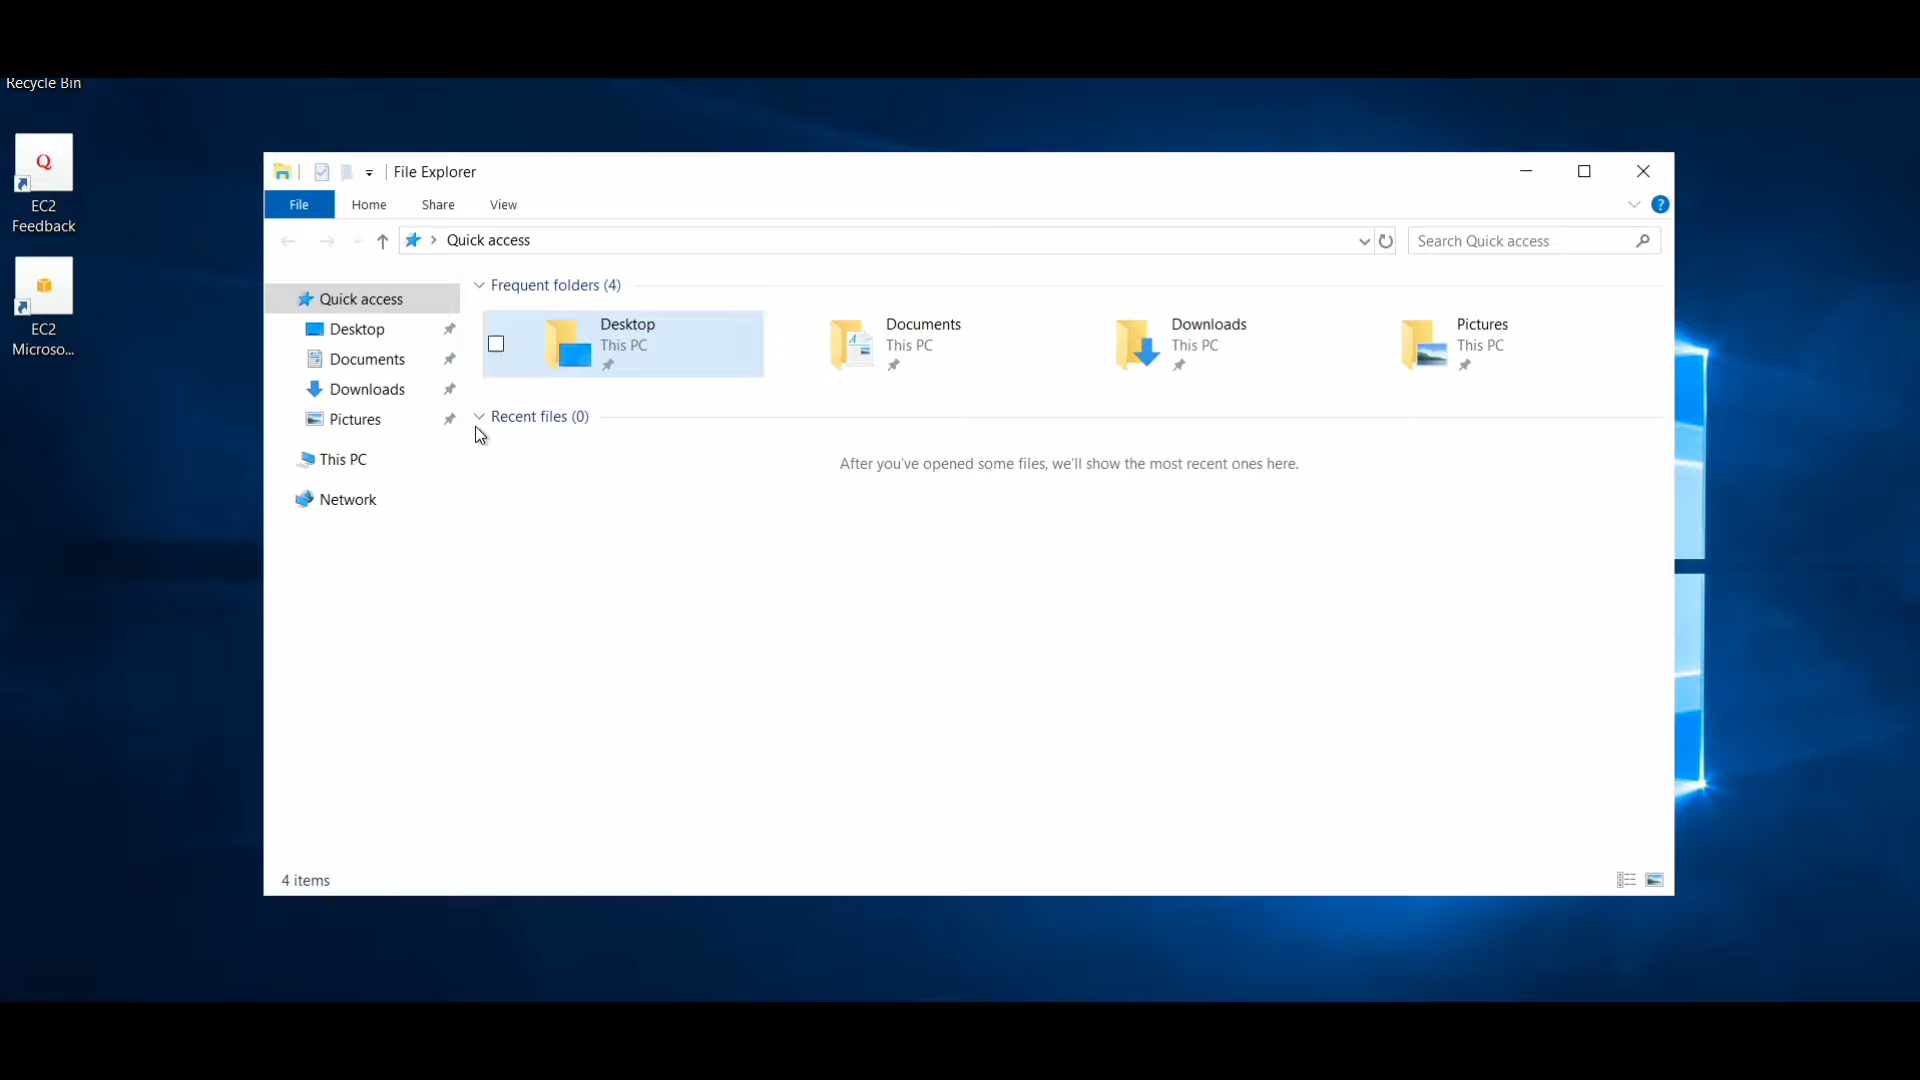 Recycle Bin
Q
EC2
Feedback
EC2
Microso...
File Explorer
File Home Share View
?
Quick access
Search Quick access
Quick access
Desktop
Documents
Downloads
Pictures
This PC
Network
Frequent folders (4)
Desktop
This PC
Documents
This PC
Downloads
This PC
Pictures
This PC
Recent files (0)
After you've opened some files, we'll show the most recent ones here.
4 items